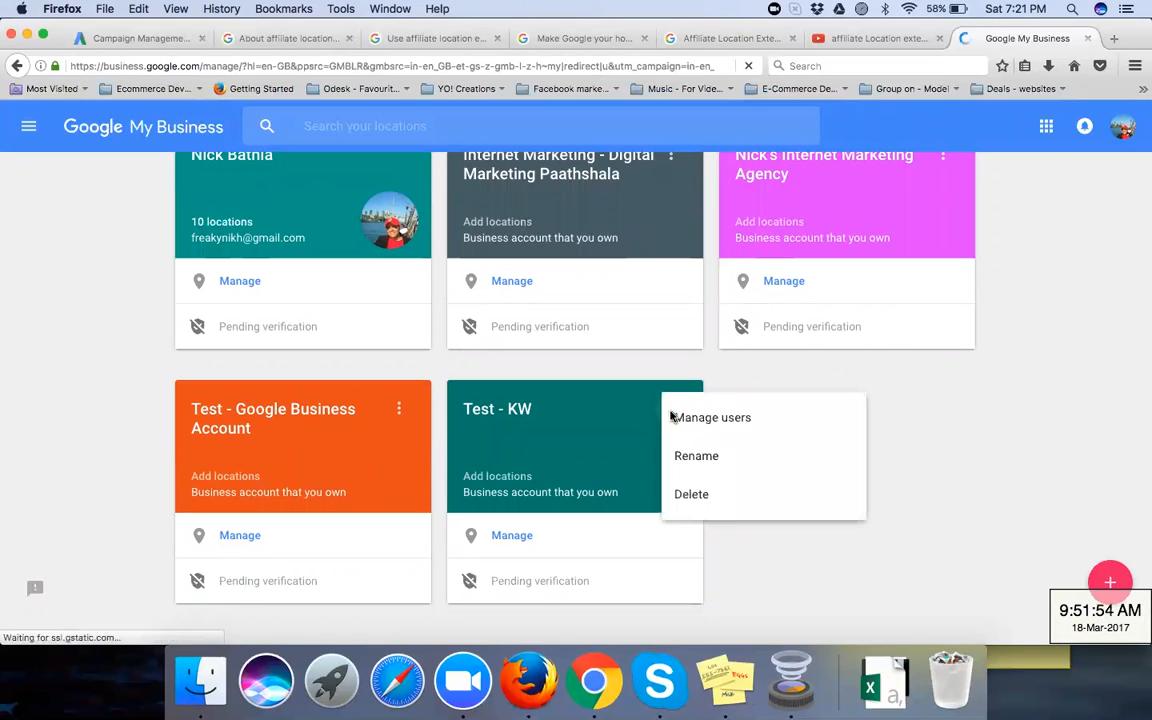 Firefox File Edit View History Bookmarks Tools Window Help 58% Sat 7:21 PM
Campaign Manageme... About affiliate location... Use affiliate location e... Make Google your ho... Affiliate Location Exte... affiliate Location exte... Google My Business
https://business.google.com/manage/?hl=en-GB&ppsrc=GMBLR&gmbsrc=in-en_GB-et-gs-z-gmb-l-z-h~my|redirect|u&utm_campaign=in-en_ Search
Most Visited Ecommerce Dev... Getting Started Odesk - Favourit... YO! Creations Facebook marke... Music - For Vide... E-Commerce De... Group on - Model Deals - websites
Google My Business Search your locations
Nick Bathla
10 locations
freakynikh@gmail.com
Manage
Pending verification
Internet Marketing - Digital
Marketing Paathshala
Add locations
Business account that you own
Manage
Pending verification
Nick's Internet Marketing
Agency
Add locations
Business account that you own
Manage
Pending verification
Test - Google Business
Account
Add locations
Business account that you own
Manage
Pending verification
Test - KW
Add locations
Business account that you own
Manage
Pending verification
Manage users
Rename
Delete
9:51:54 AM
18-Mar-2017
Waiting for ssl.gstatic.com...